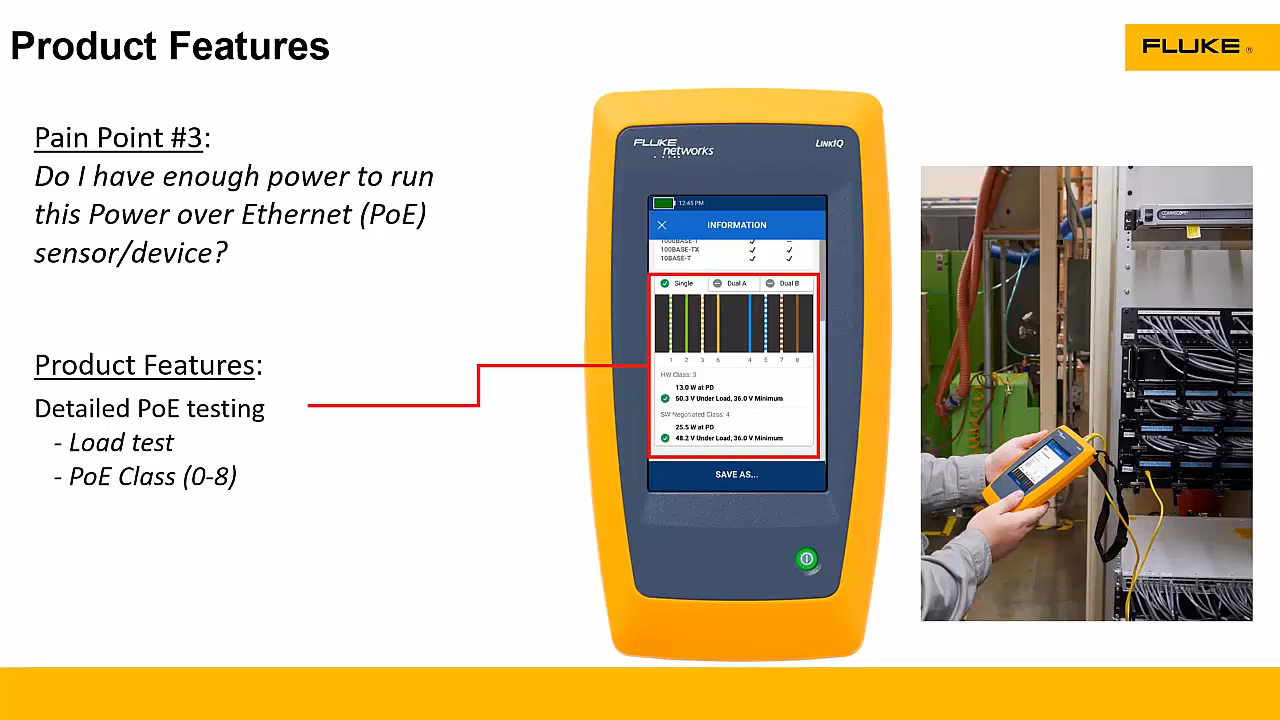 Product Features
FLUKE ®
Pain Point #3:
Do I have enough power to run
this Power over Ethernet (PoE)
sensor/device?
Product Features:
Detailed PoE testing
- Load test
- PoE Class (0-8)
FLUKE
networks
LINKIQ
12:45 PM
INFORMATION
1000BASE-T
100BASE-TX
10BASE-T
Single Dual A Dual B
1 2 3 6 4 5 7 8
HW Class: 3
13.0 W at PD
50.3 V Under Load, 36.0 V Minimum
SW Negotiated Class: 4
25.5 W at PD
48.2 V Under Load, 36.0 V Minimum
SAVE AS...
COMMSCOPE